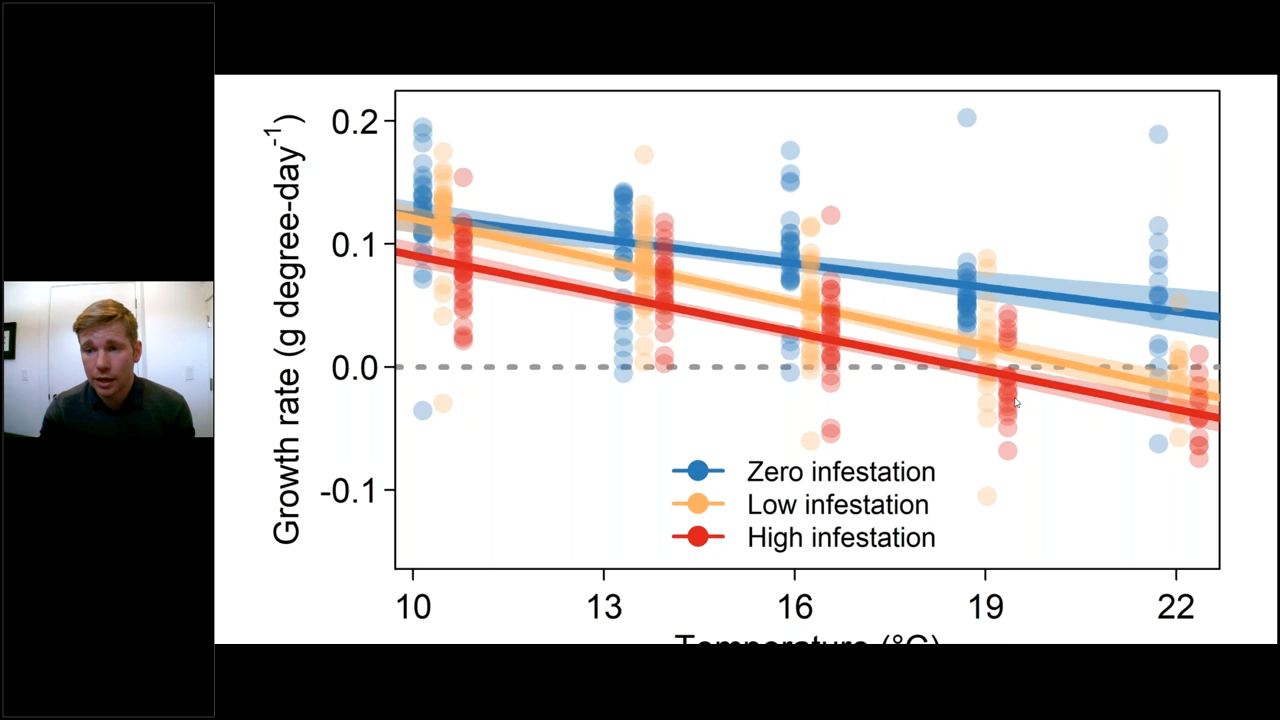 Growth rate (g degree-day⁻¹)
0.2
0.1
0.0
-0.1
Zero infestation
Low infestation
High infestation
10 13 16 19 22
Temperature (°C)